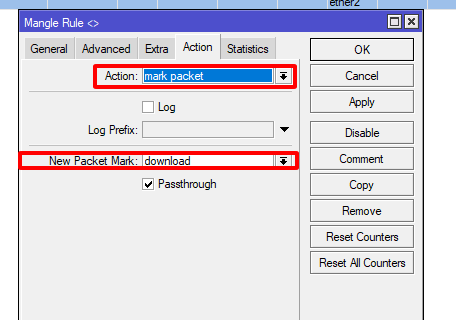 ether2
Mangle Rule <>
General Advanced Extra Action Statistics
OK
Action: mark packet
Cancel
Log
Apply
Log Prefix:
Disable
New Packet Mark: download
Comment
Passthrough
Copy
Remove
Reset Counters
Reset All Counters